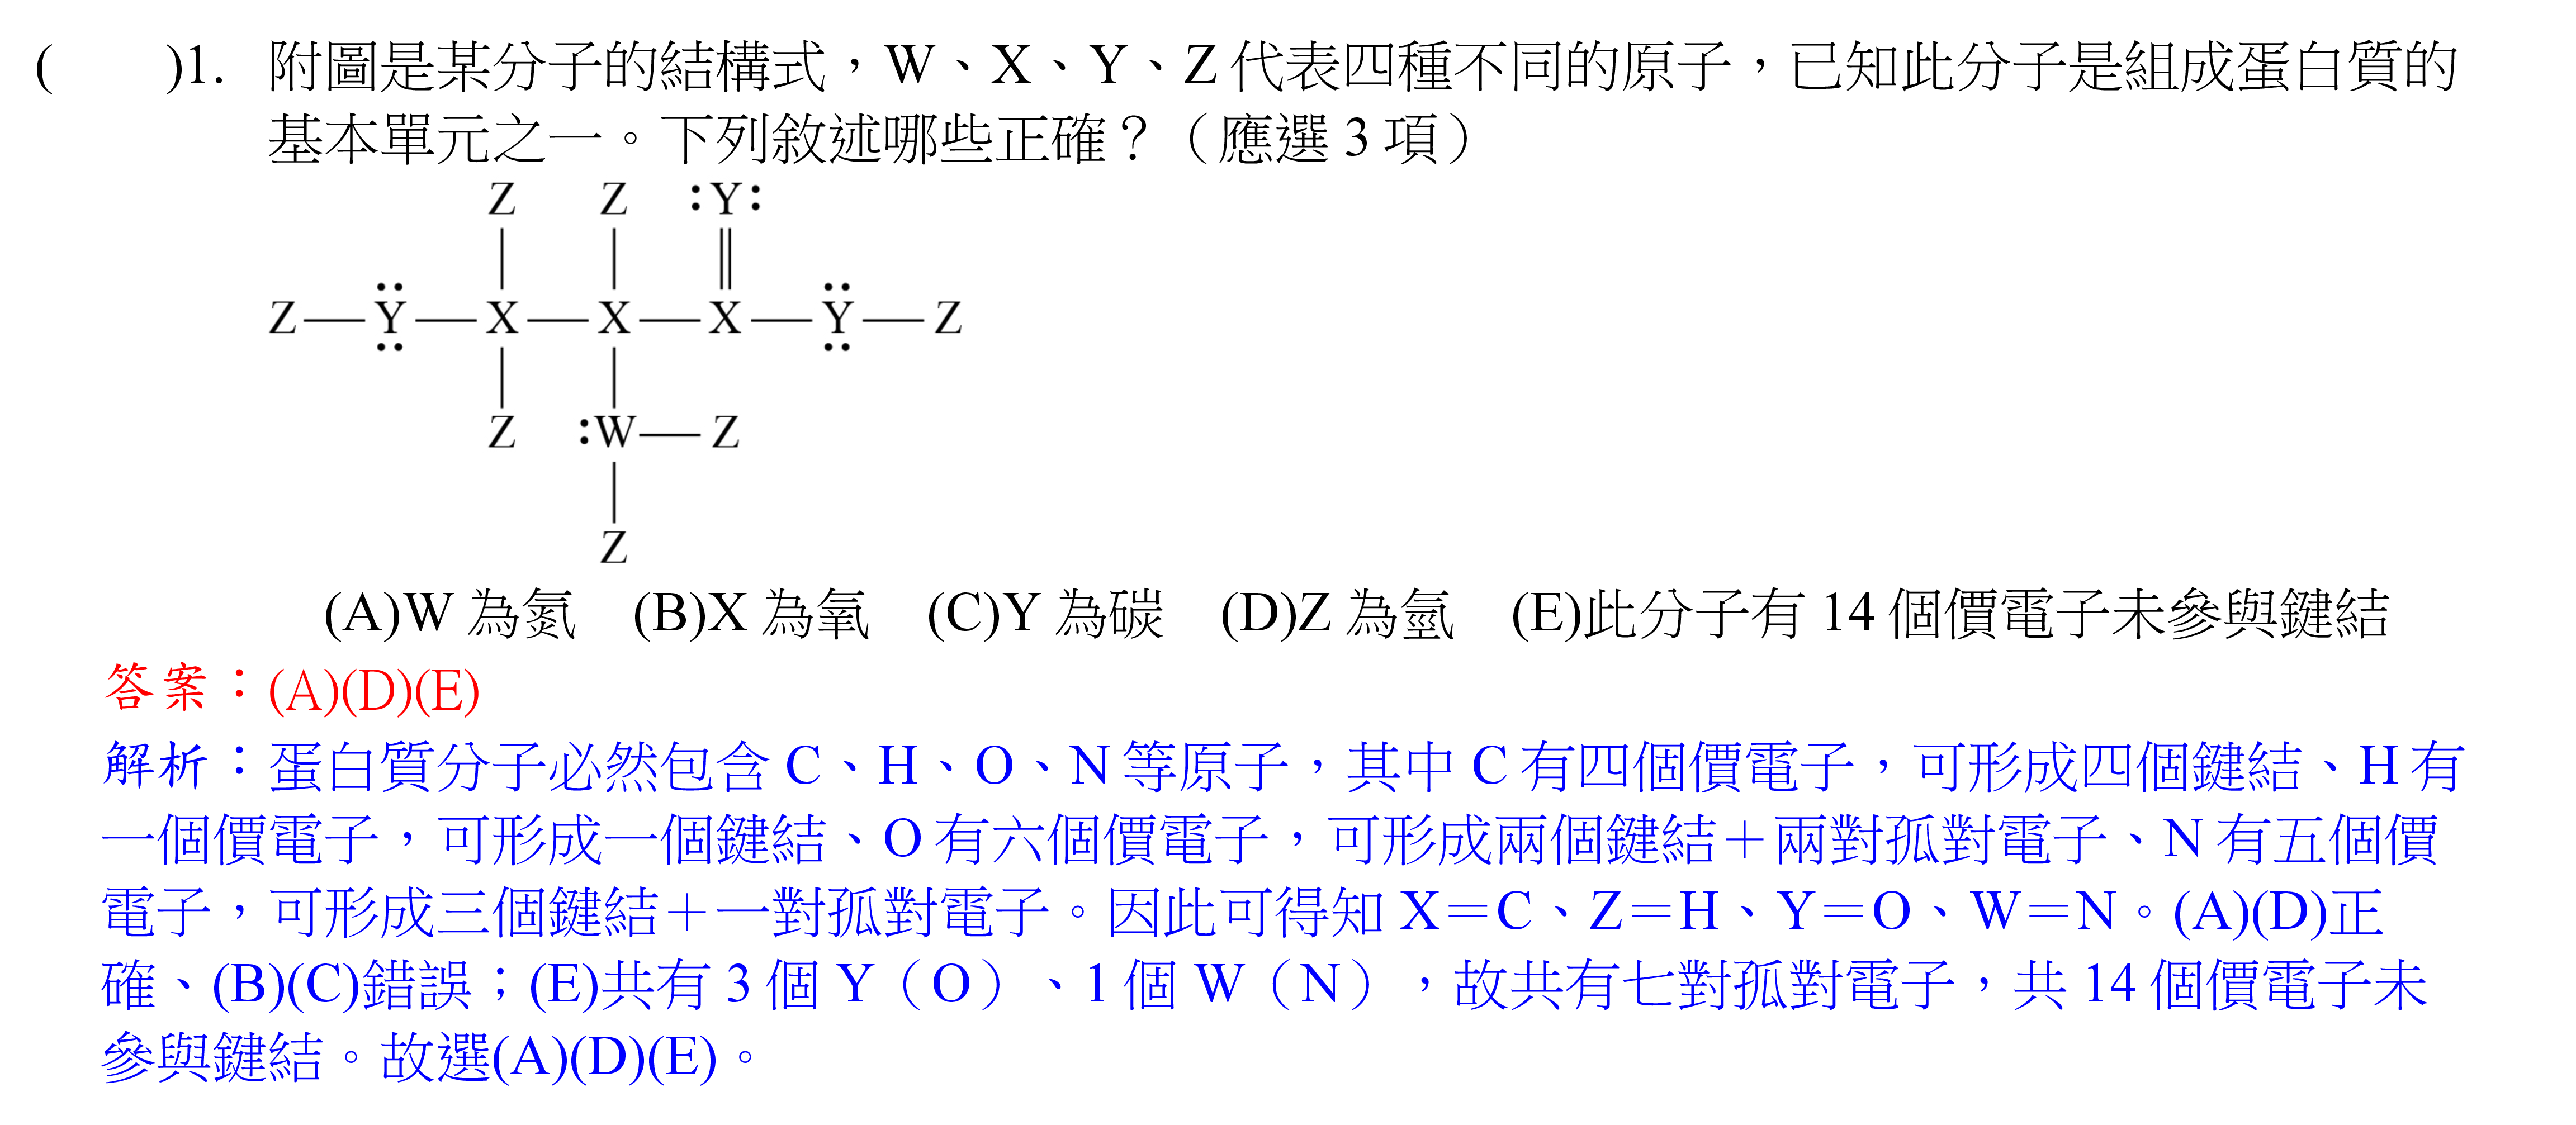 (　　)1. 附圖是某分子的結構式，W、X、Y、Z 代表四種不同的原子，已知此分子是組成蛋白質的
基本單元之一。下列敘述哪些正確？（應選 3 項）
Z Z :Y:
Z—Y—X—X—X—Y—Z
Z :W—Z
Z
(A)W 為氮 (B)X 為氧 (C)Y 為碳 (D)Z 為氫 (E)此分子有 14 個價電子未參與鍵結
答案：(A)(D)(E)
解析：蛋白質分子必然包含 C、H、O、N 等原子，其中 C 有四個價電子，可形成四個鍵結、H 有
一個價電子，可形成一個鍵結、O 有六個價電子，可形成兩個鍵結＋兩對孤對電子、N 有五個價
電子，可形成三個鍵結＋一對孤對電子。因此可得知 X＝C、Z＝H、Y＝O、W＝N。(A)(D)正
確、(B)(C)錯誤；(E)共有 3 個 Y（O）、1 個 W（N），故共有七對孤對電子，共 14 個價電子未
參與鍵結。故選(A)(D)(E)。